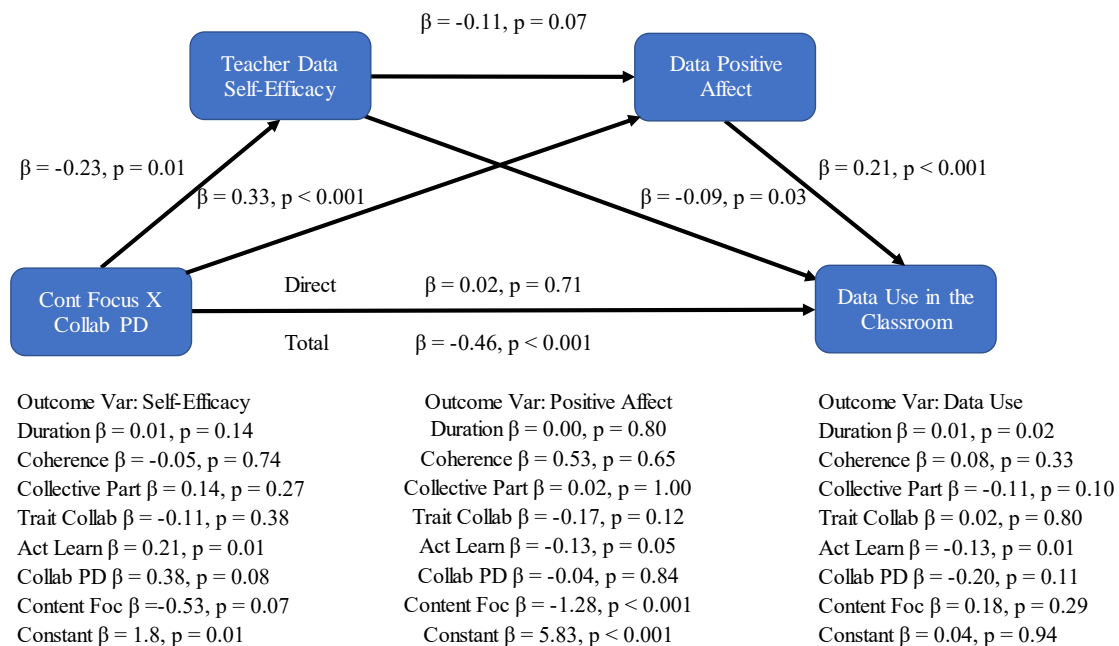 β = -0.11, p = 0.07
Teacher Data
Self-Efficacy
Data Positive
Affect
β = -0.23, p = 0.01
β = 0.33, p < 0.001
β = -0.09, p = 0.03
β = 0.21, p < 0.001
Cont Focus X
Collab PD
Direct β = 0.02, p = 0.71
Total β = -0.46, p < 0.001
Data Use in the
Classroom
Outcome Var: Self-Efficacy
Duration β = 0.01, p = 0.14
Coherence β = -0.05, p = 0.74
Collective Part β = 0.14, p = 0.27
Trait Collab β = -0.11, p = 0.38
Act Learn β = 0.21, p = 0.01
Collab PD β = 0.38, p = 0.08
Content Foc β =-0.53, p = 0.07
Constant β = 1.8, p = 0.01
Outcome Var: Positive Affect
Duration β = 0.00, p = 0.80
Coherence β = 0.53, p = 0.65
Collective Part β = 0.02, p = 1.00
Trait Collab β = -0.17, p = 0.12
Act Learn β = -0.13, p = 0.05
Collab PD β = -0.04, p = 0.84
Content Foc β = -1.28, p < 0.001
Constant β = 5.83, p < 0.001
Outcome Var: Data Use
Duration β = 0.01, p = 0.02
Coherence β = 0.08, p = 0.33
Collective Part β = -0.11, p = 0.10
Trait Collab β = 0.02, p = 0.80
Act Learn β = -0.13, p = 0.01
Collab PD β = -0.20, p = 0.11
Content Foc β = 0.18, p = 0.29
Constant β = 0.04, p = 0.94